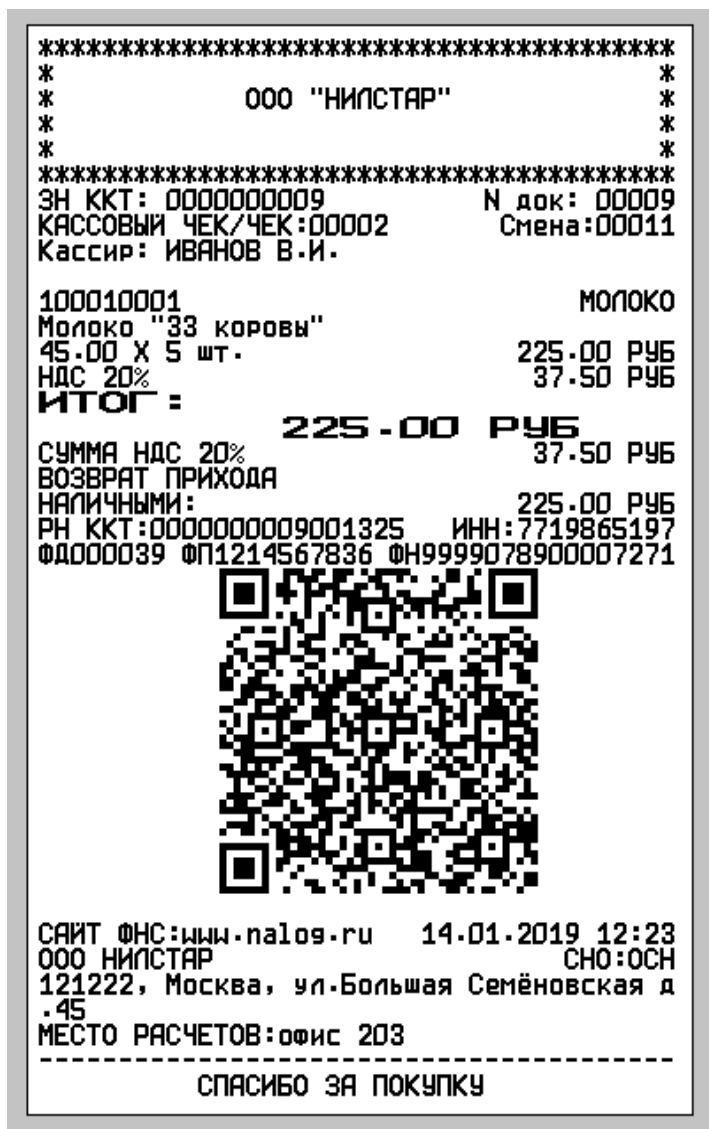 ****************************************
*                                      *
*            ООО "НИЛСТАР"             *
*                                      *
*                                      *
****************************************
ЗН ККТ: 0000000009 N док: 00009
КАССОВЫЙ ЧЕК/ЧЕК:00002 Смена:00011
Кассир: ИВАНОВ В.И.
100010001 МОЛОКО
Молоко "33 коровы"
45.00 X 5 шт. 225.00 РУБ
НДС 20% 37.50 РУБ
ИТОГ:
225.00 РУБ
СУММА НДС 20% 37.50 РУБ
ВОЗВРАТ ПРИХОДА
НАЛИЧНЫМИ: 225.00 РУБ
РН ККТ:0000000009001325 ИНН:7719865197
ФД000039 ФП1214567836 ФН9999078900007271
САЙТ ФНС:www.nalog.ru 14.01.2019 12:23
ООО НИЛСТАР СНО:ОСН
121222, Москва, ул.Большая Семёновская д
.45
МЕСТО РАСЧЕТОВ:офис 203
----------------------------------------
СПАСИБО ЗА ПОКУПКУ